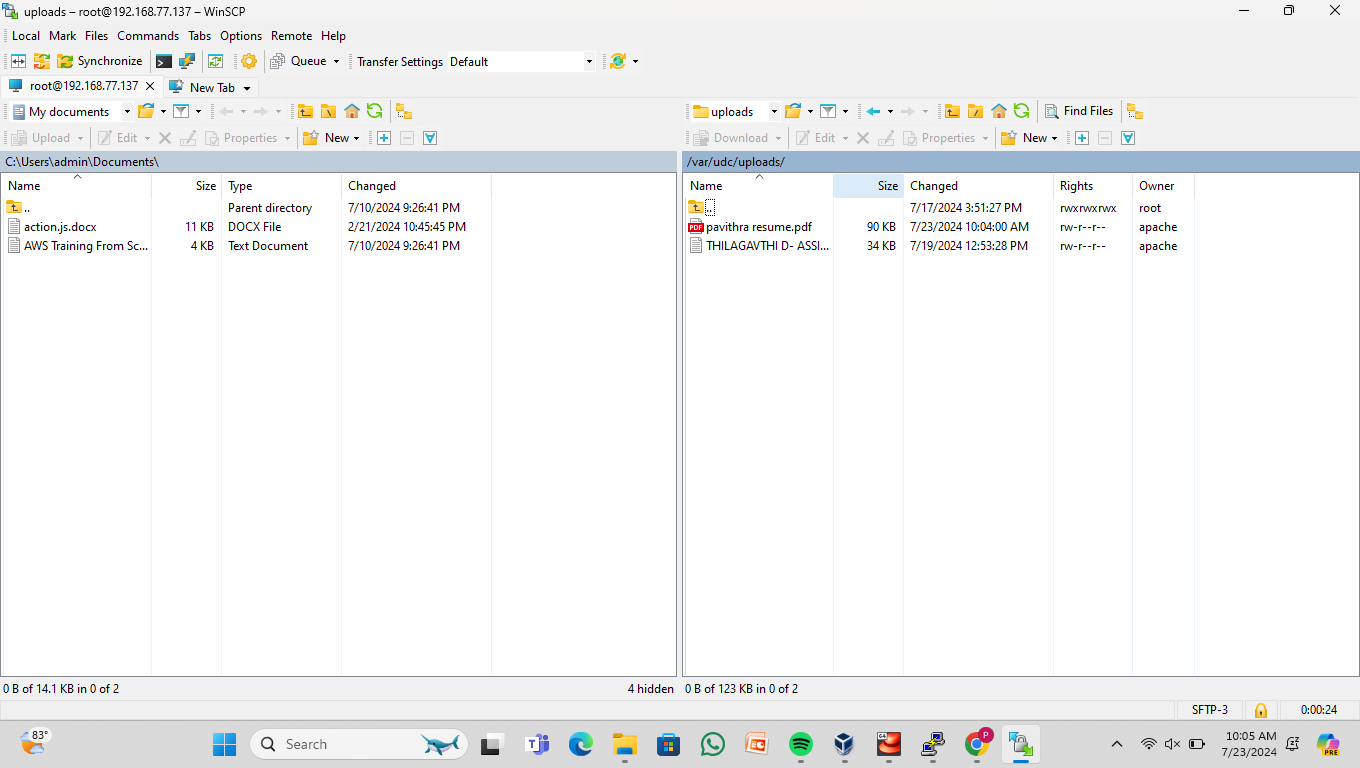 uploads – root@192.168.77.137 – WinSCP
Local Mark Files Commands Tabs Options Remote Help
Synchronize Queue Transfer Settings Default
root@192.168.77.137 New Tab
My documents uploads Find Files
Upload Edit Properties New Download Edit Properties New
C:\Users\admin\Documents\ /var/udc/uploads/
Name Size Type Changed Name Size Changed Rights Owner
.. Parent directory 7/10/2024 9:26:41 PM .. 7/17/2024 3:51:27 PM rwxrwxrwx root
action.js.docx 11 KB DOCX File 2/21/2024 10:45:45 PM PDF pavithra resume.pdf 90 KB 7/23/2024 10:04:00 AM rw-r--r-- apache
AWS Training From Sc... 4 KB Text Document 7/10/2024 9:26:41 PM THILAGAVTHI D- ASSI... 34 KB 7/19/2024 12:53:28 PM rw-r--r-- apache
0 B of 14.1 KB in 0 of 2 4 hidden 0 B of 123 KB in 0 of 2
SFTP-3 0:00:24
83° Search P PRE 10:05 AM
7/23/2024